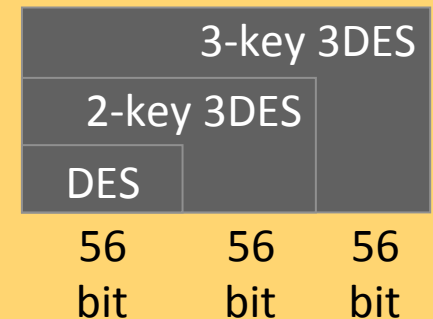 3-key 3DES
2-key 3DES
DES
56 56 56
bit bit bit